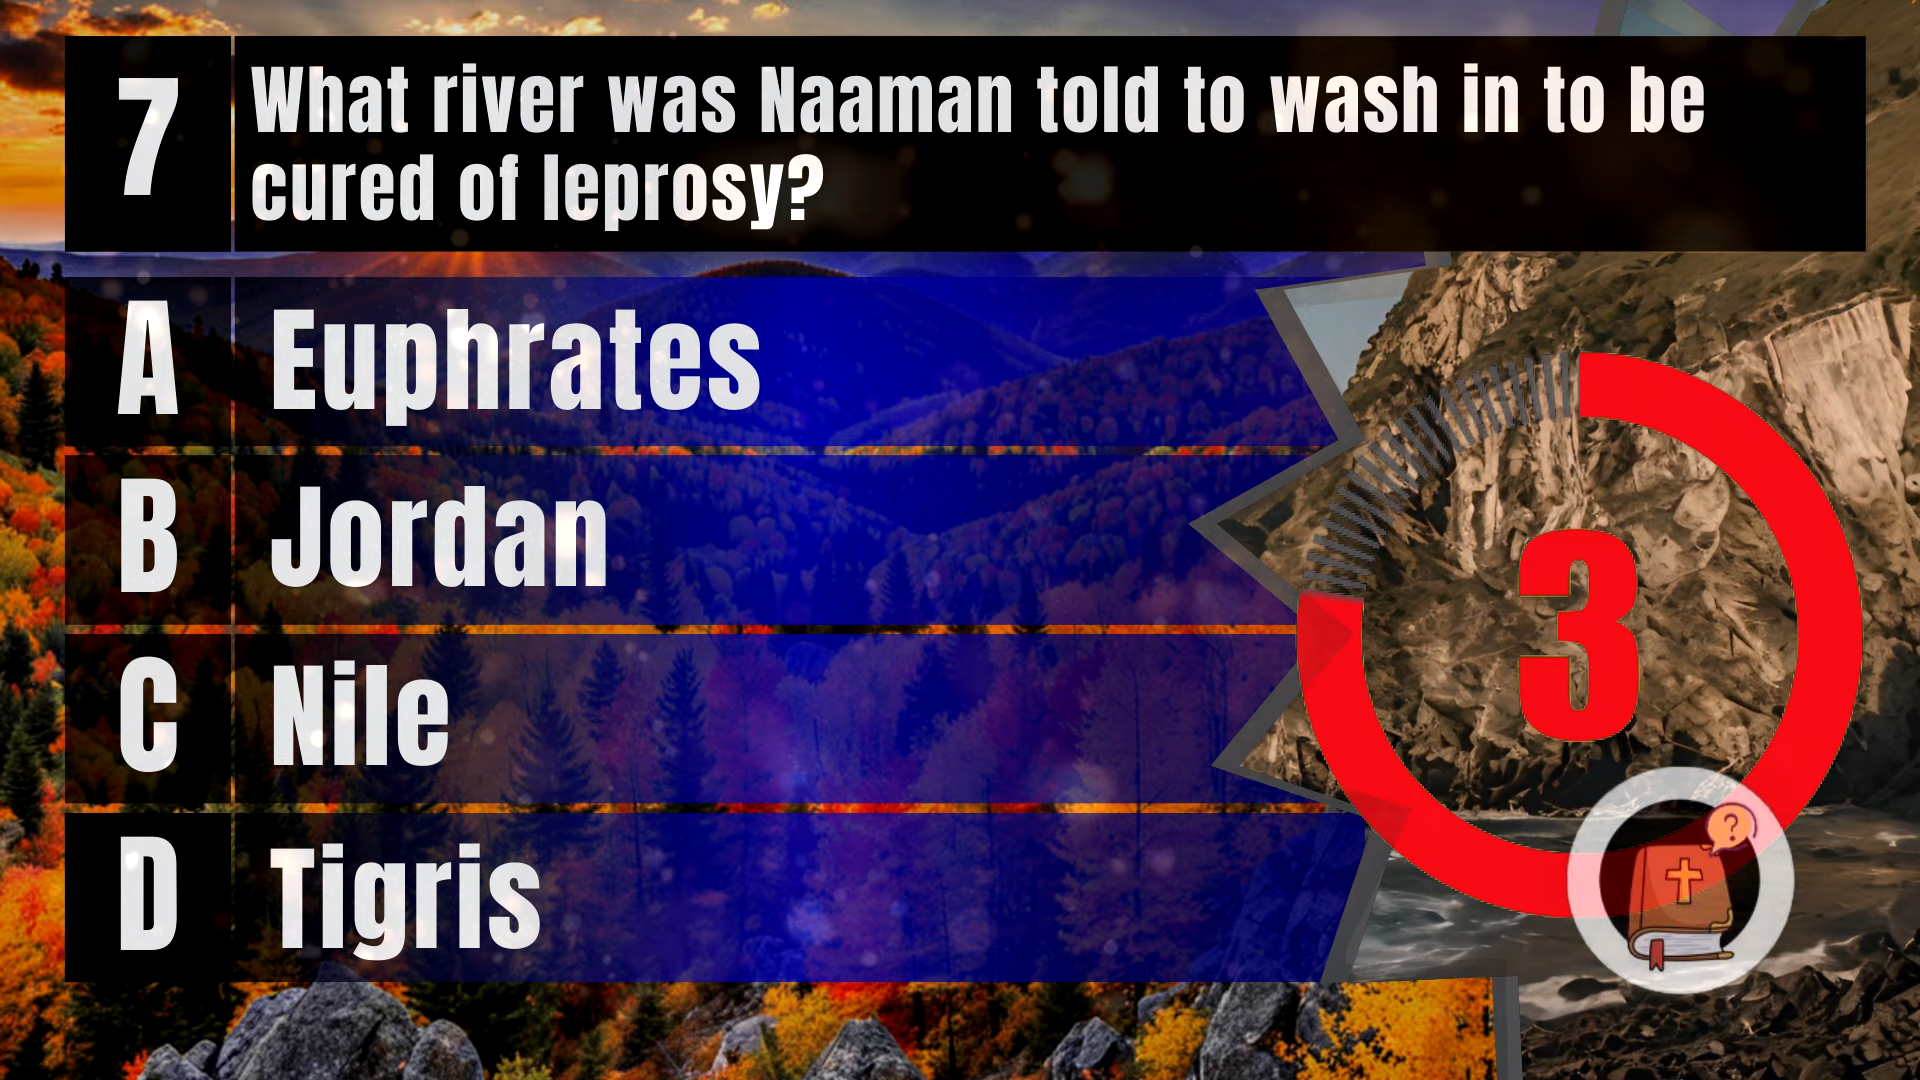 7
What river was Naaman told to wash in to be
cured of leprosy?
A
Euphrates
B
Jordan
C
Nile
D
Tigris
3
?